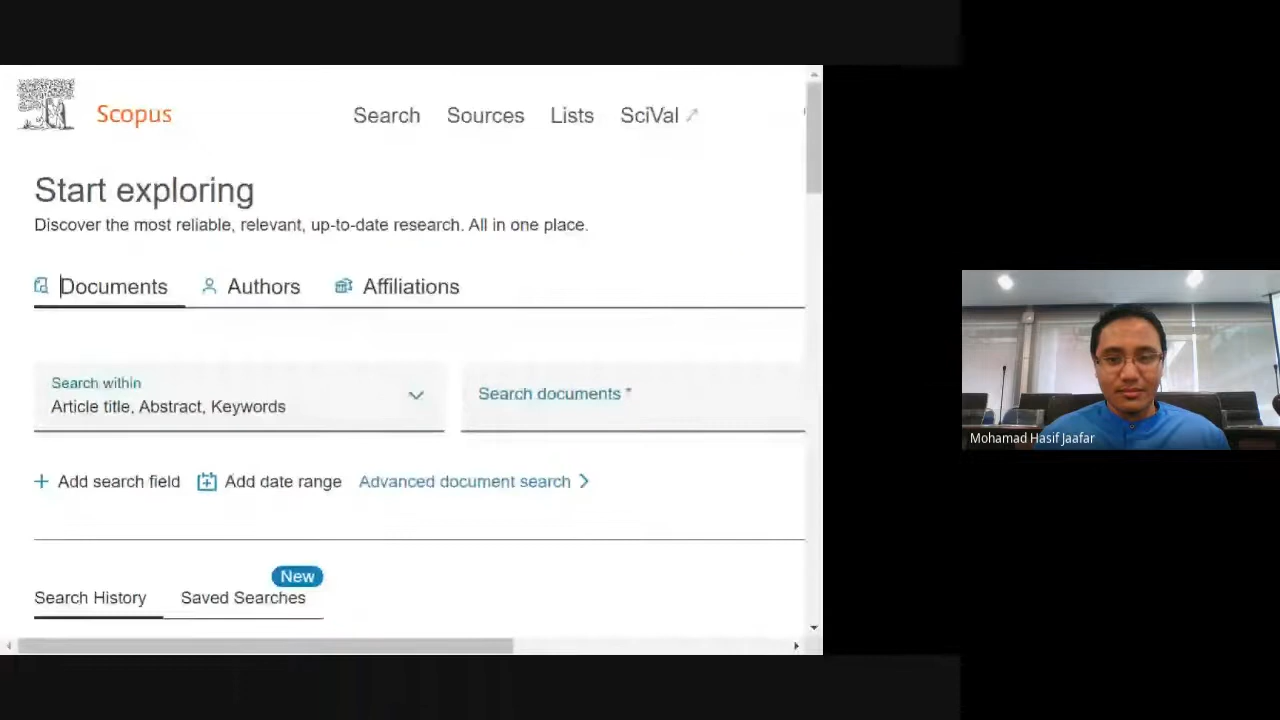 Scopus
Search Sources Lists SciVal
Start exploring
Discover the most reliable, relevant, up-to-date research. All in one place.
Documents Authors Affiliations
Search within
Article title, Abstract, Keywords
Search documents *
Add search field Add date range Advanced document search
New
Search History Saved Searches
Mohamad Hasif Jaafar